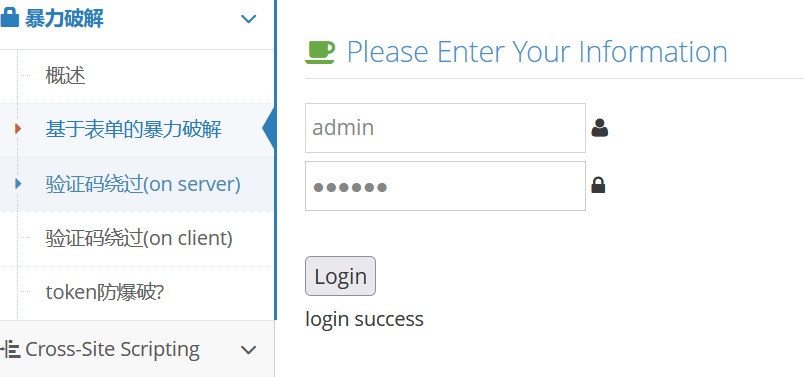 暴力破解
概述
基于表单的暴力破解
验证码绕过(on server)
验证码绕过(on client)
token防爆破?
Cross-Site Scripting
Please Enter Your Information
admin
●●●●●●
Login
login success